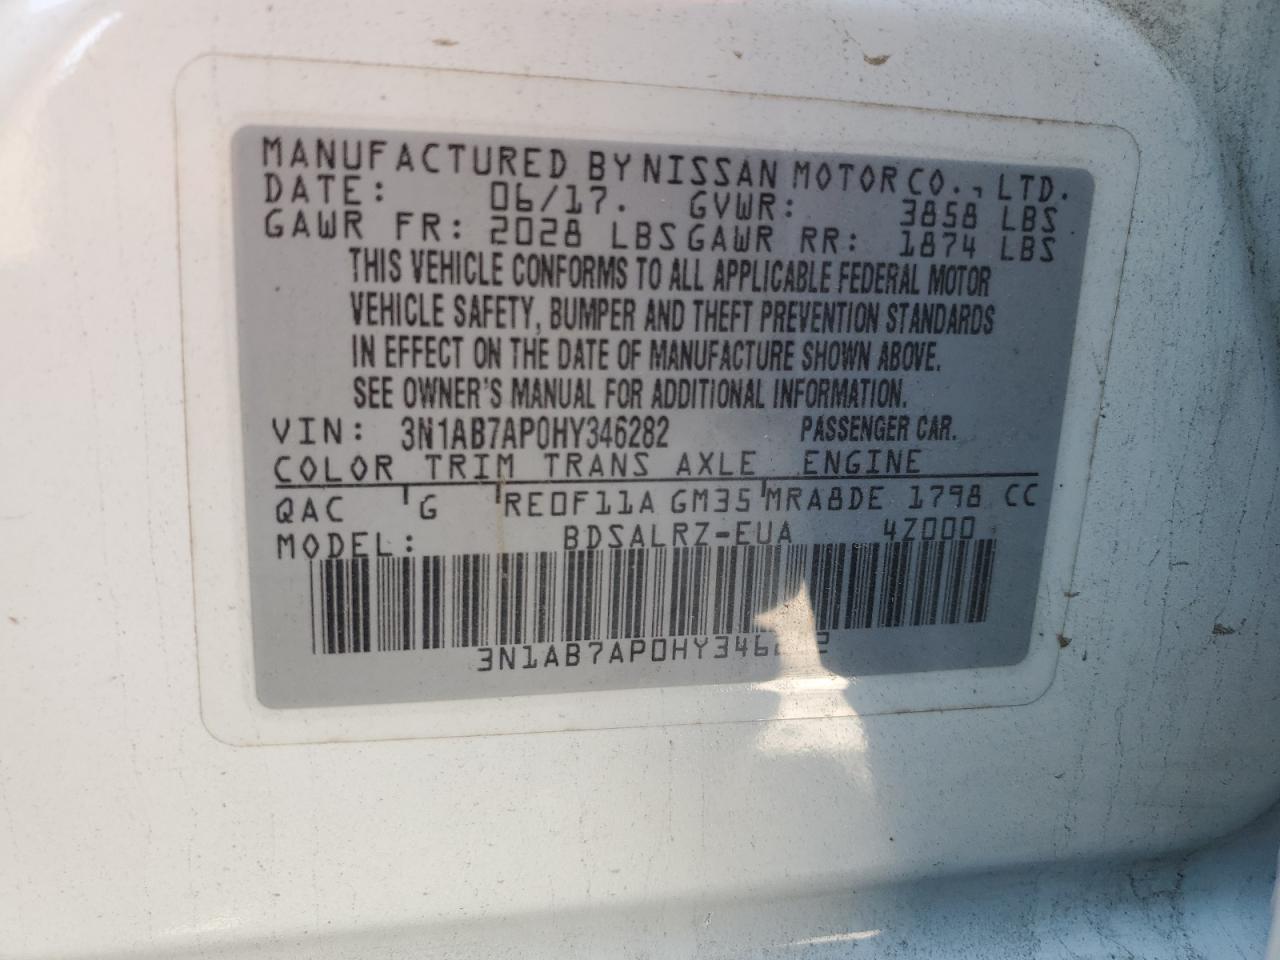 MANUFACTURED BY NISSAN MOTOR CO., LTD.
DATE: 06/17. GVWR: 3858 LBS
GAWR FR: 2028 LBS GAWR RR: 1874 LBS
THIS VEHICLE CONFORMS TO ALL APPLICABLE FEDERAL MOTOR
VEHICLE SAFETY, BUMPER AND THEFT PREVENTION STANDARDS
IN EFFECT ON THE DATE OF MANUFACTURE SHOWN ABOVE.
SEE OWNER'S MANUAL FOR ADDITIONAL INFORMATION.
VIN: 3N1AB7AP0HY346282 PASSENGER CAR.
COLOR TRIM TRANS AXLE ENGINE
QAC G RE0F11A GM35 MRA8DE 1798 CC
MODEL: BDSALRZ-EUA 4Z000
3N1AB7AP0HY346282